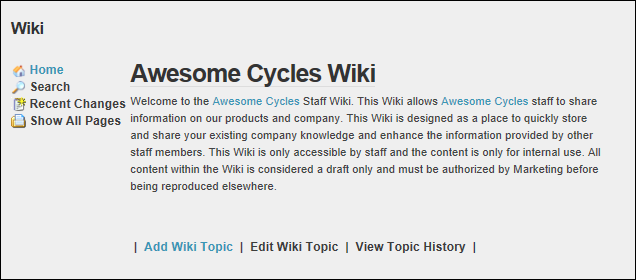 Wiki
Home
Search
Recent Changes
Show All Pages
Awesome Cycles Wiki
Welcome to the Awesome Cycles Staff Wiki. This Wiki allows Awesome Cycles staff to share
information on our products and company. This Wiki is designed as a place to quickly store
and share your existing company knowledge and enhance the information provided by other
staff members. This Wiki is only accessible by staff and the content is only for internal use. All
content within the Wiki is considered a draft only and must be authorized by Marketing before
being reproduced elsewhere.
| Add Wiki Topic | Edit Wiki Topic | View Topic History |